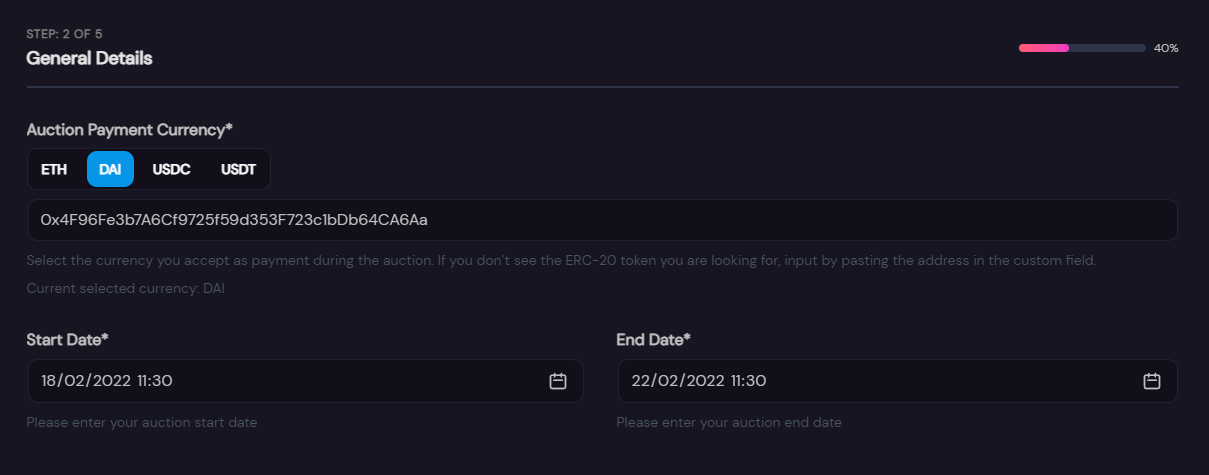 STEP: 2 OF 5
General Details
40%
Auction Payment Currency*
ETH DAI USDC USDT
0x4F96Fe3b7A6Cf9725f59d353F723c1bDb64CA6Aa
Select the currency you accept as payment during the auction. If you don't see the ERC-20 token you are looking for, input by pasting the address in the custom field.
Current selected currency: DAI
Start Date*
18/02/2022 11:30
Please enter your auction start date
End Date*
22/02/2022 11:30
Please enter your auction end date